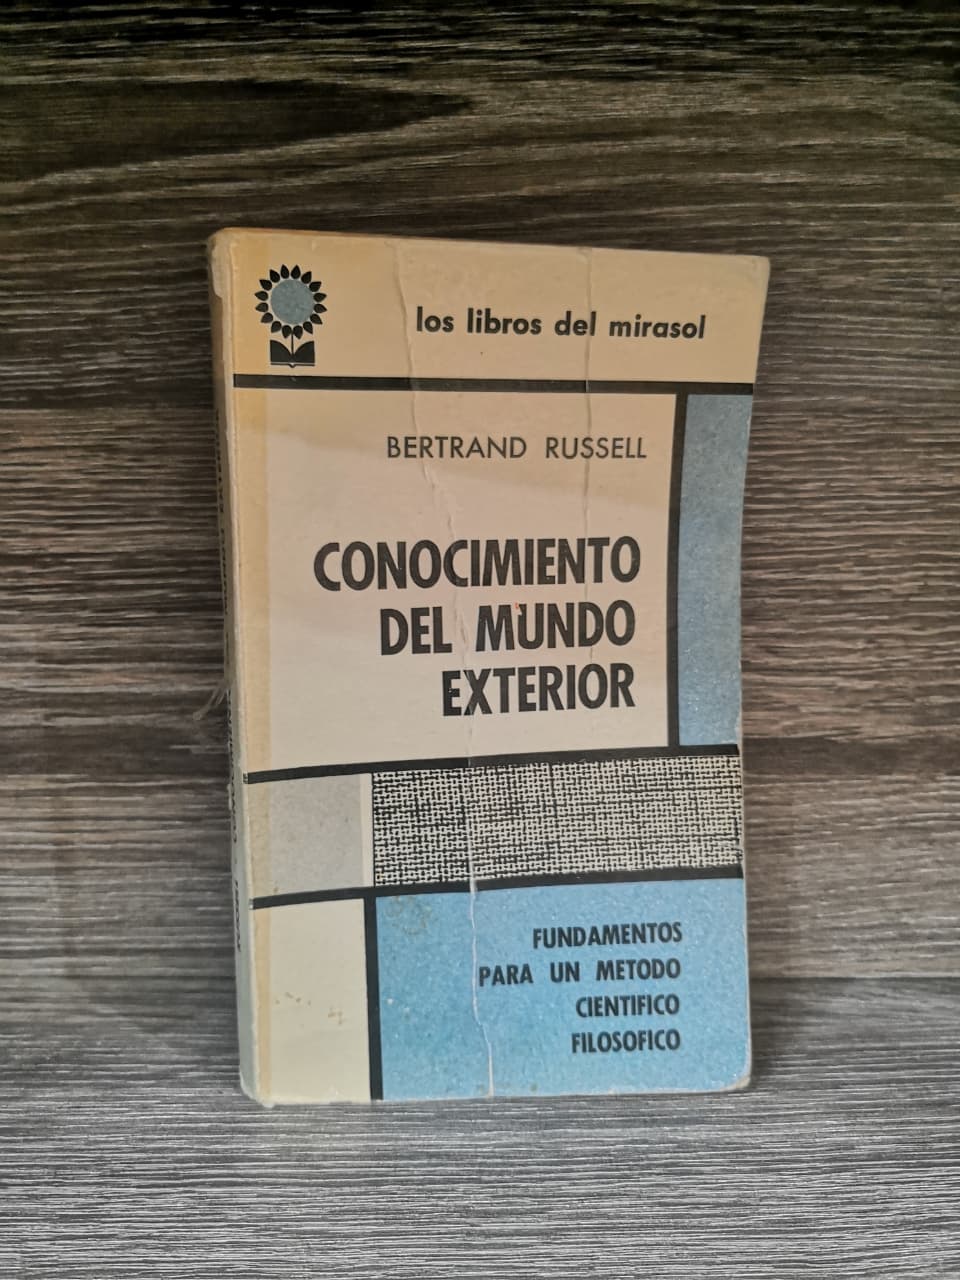 los libros del mirasol
BERTRAND RUSSELL
CONOCIMIENTO
DEL MUNDO
EXTERIOR
FUNDAMENTOS
PARA UN METODO
CIENTIFICO
FILOSOFICO